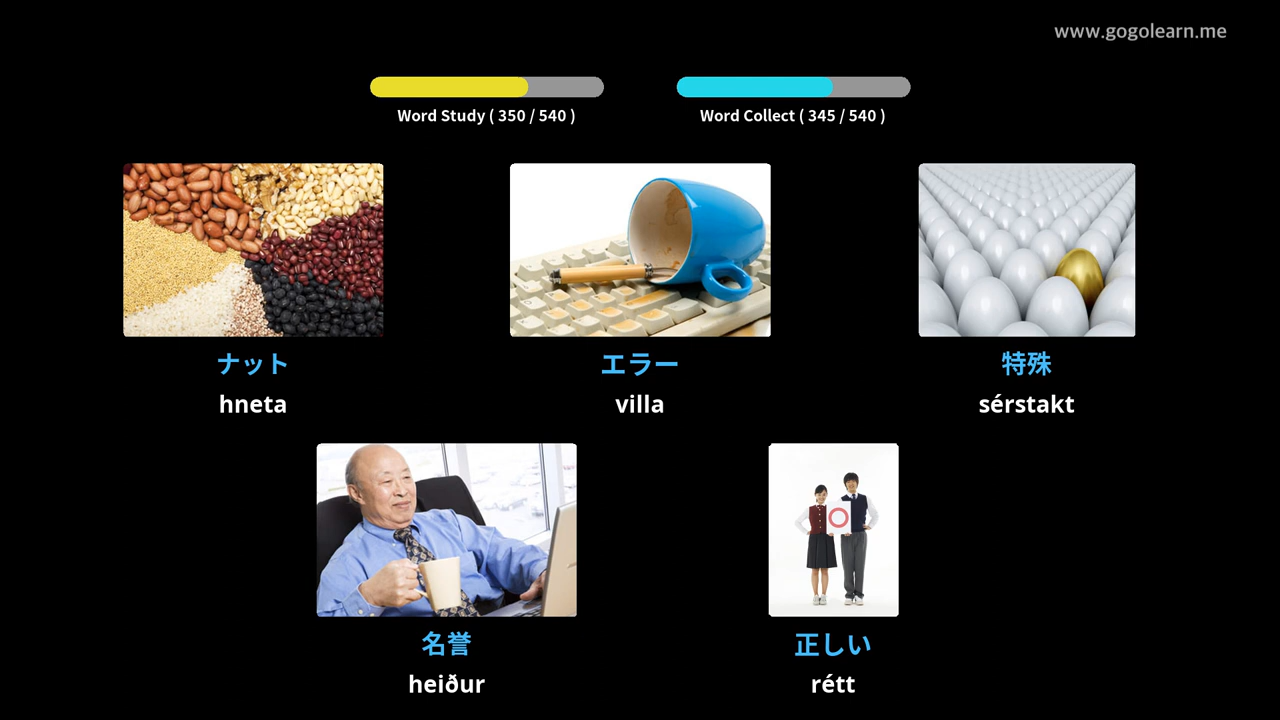 www.gogolearn.me
Word Study ( 350 / 540 )
Word Collect ( 345 / 540 )
ナット
hneta
エラー
villa
特殊
sérstakt
名誉
heiður
正しい
rétt